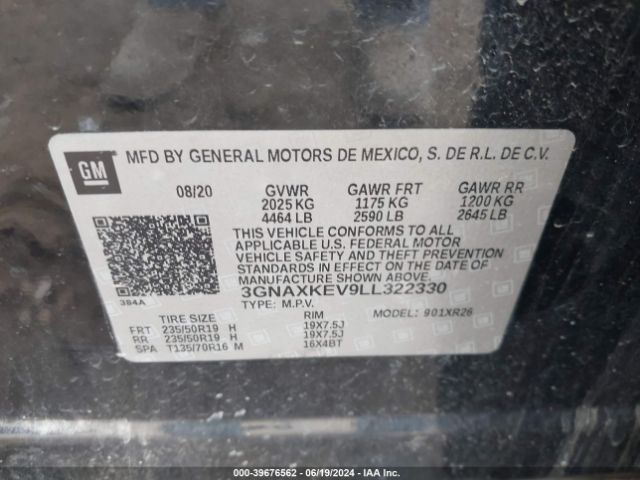 GM MFD BY GENERAL MOTORS DE MEXICO, S. DE R.L. DE C.V.
08/20 GVWR GAWR FRT GAWR RR
2025 KG 1175 KG 1200 KG
4464 LB 2590 LB 2645 LB
THIS VEHICLE CONFORMS TO ALL
APPLICABLE U.S. FEDERAL MOTOR
VEHICLE SAFETY AND THEFT PREVENTION
STANDARDS IN EFFECT ON THE DATE OF
MANUFACTURE SHOWN ABOVE.
384A 3GNAXKEV9LL322330
TYPE: M.P.V. MODEL: 901XR26
TIRE SIZE RIM
FRT 235/50R19 H 19X7.5J
RR 235/50R19 H 19X7.5J
SPA T135/70R16 M 16X4BT
000-39676562 - 06/19/2024 - IAA Inc.